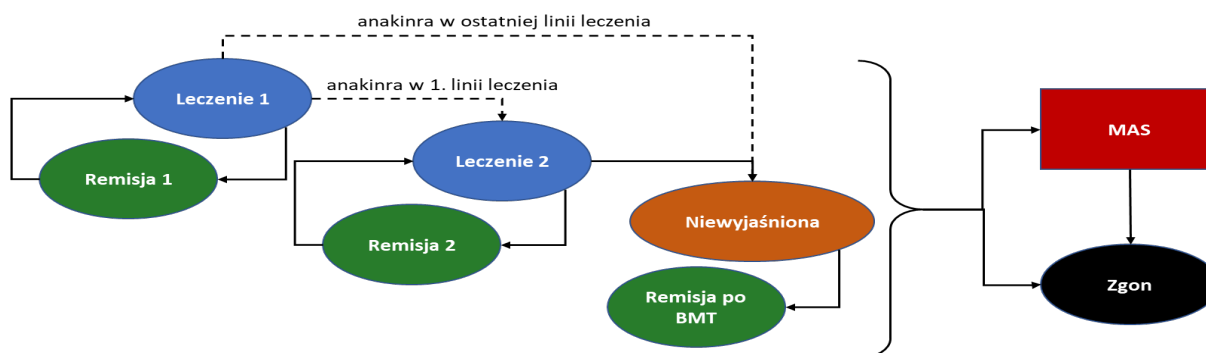 anakinra w ostatniej linii leczenia
anakinra w 1. linii leczenia
Leczenie 1
MAS
Leczenie 2
Remisja 1
Niewyjaśniona
Remisja 2
Remisja po
BMT
Zgon